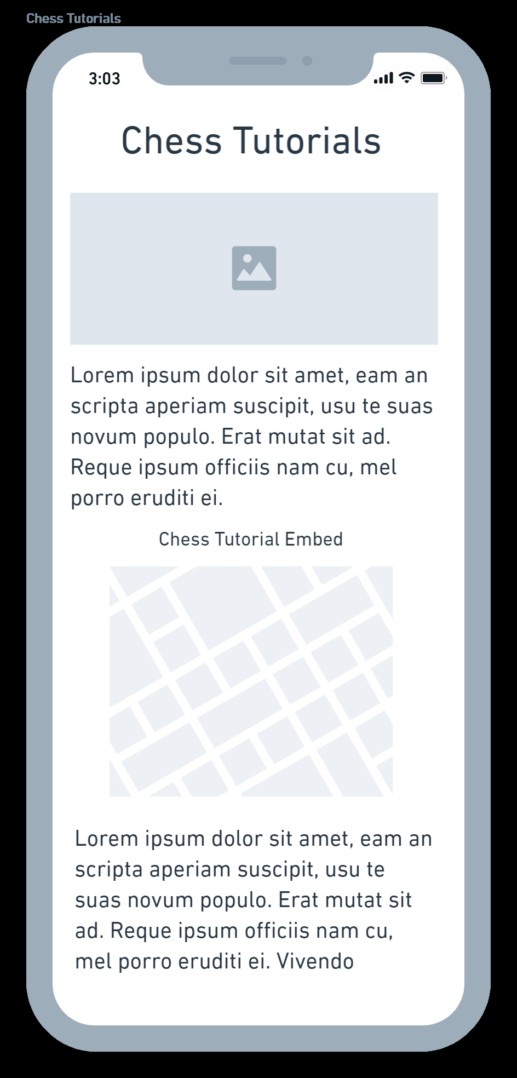 Chess Tutorials
3:03
Chess Tutorials
Lorem ipsum dolor sit amet, eam an
scripta aperiam suscipit, usu te suas
novum populo. Erat mutat sit ad.
Reque ipsum officiis nam cu, mel
porro eruditi ei.
Chess Tutorial Embed
Lorem ipsum dolor sit amet, eam an
scripta aperiam suscipit, usu te
suas novum populo. Erat mutat sit
ad. Reque ipsum officiis nam cu,
mel porro eruditi ei. Vivendo